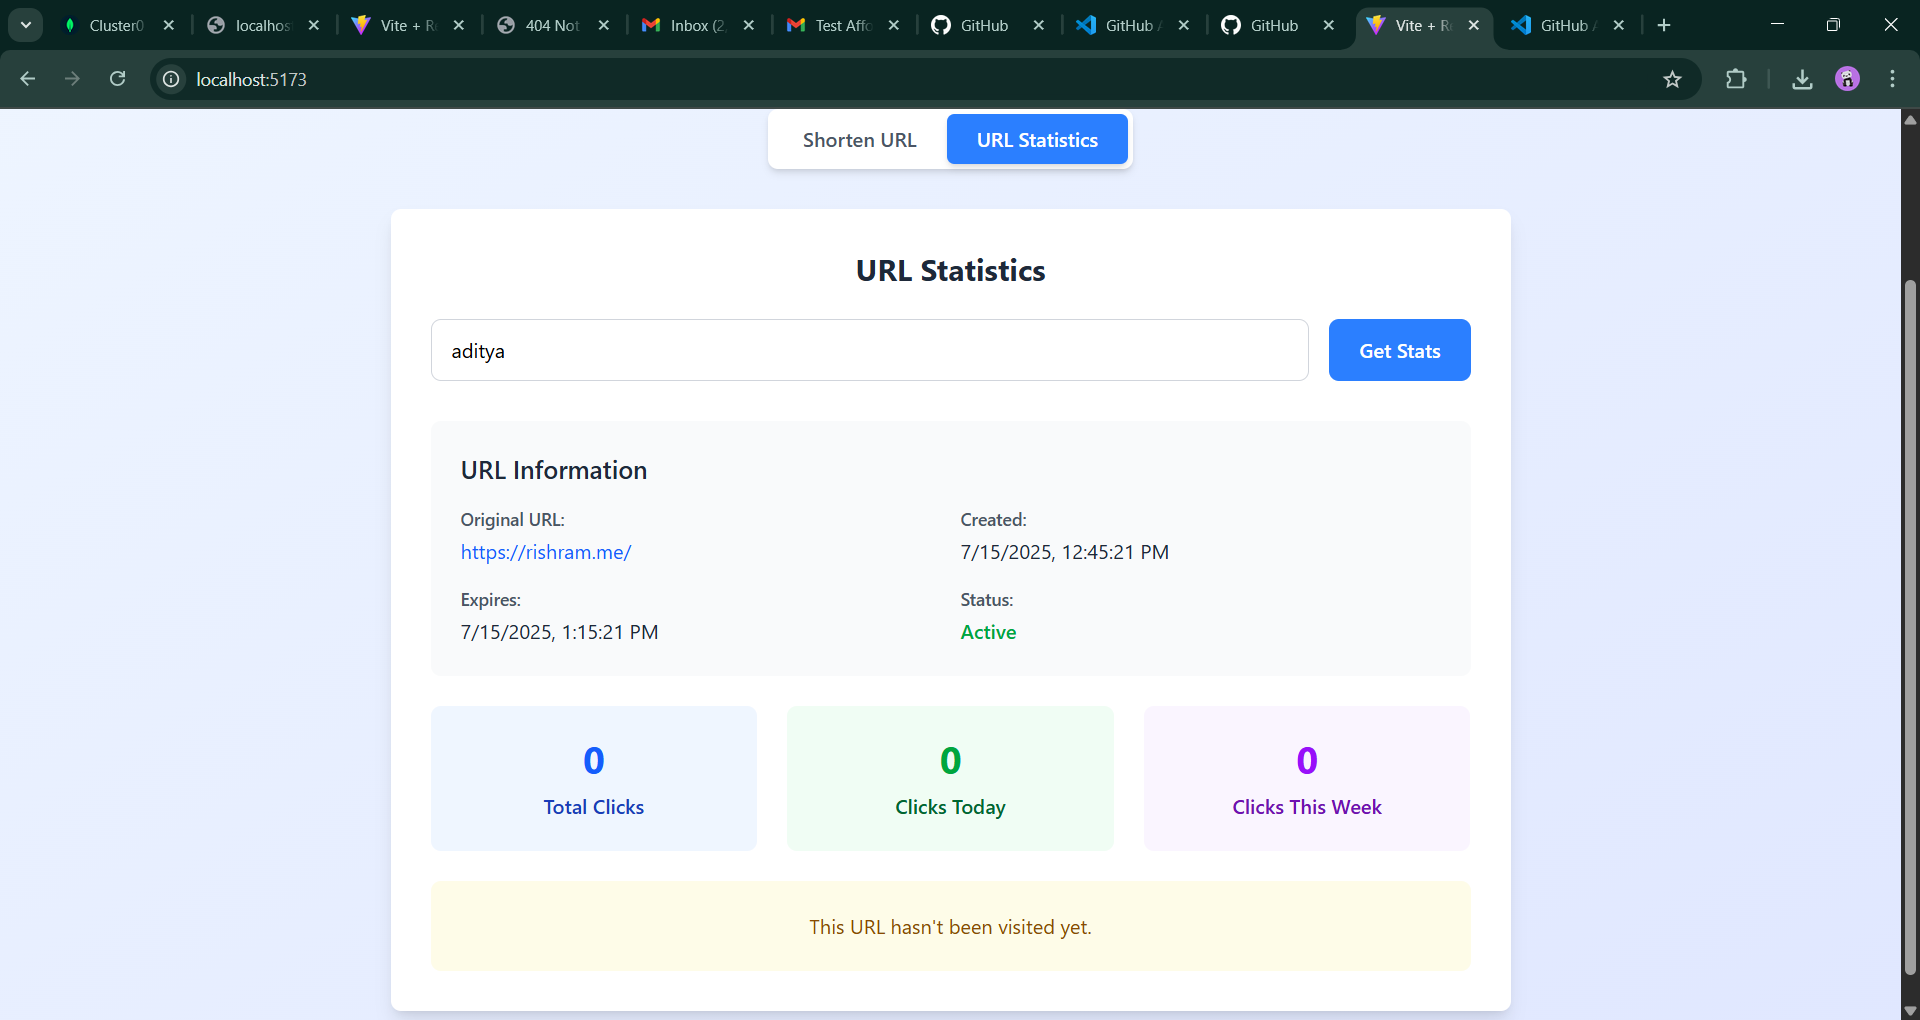 Cluster0
localhos
Vite + Re
404 Not
Inbox (2
Test Affo
GitHub
GitHub
GitHub
Vite + Re
GitHub
localhost:5173
Shorten URL
URL Statistics
URL Statistics
aditya
Get Stats
URL Information
Original URL:
Created:
https://rishram.me/
7/15/2025, 12:45:21 PM
Expires:
Status:
7/15/2025, 1:15:21 PM
Active
0
0
0
Total Clicks
Clicks Today
Clicks This Week
This URL hasn't been visited yet.